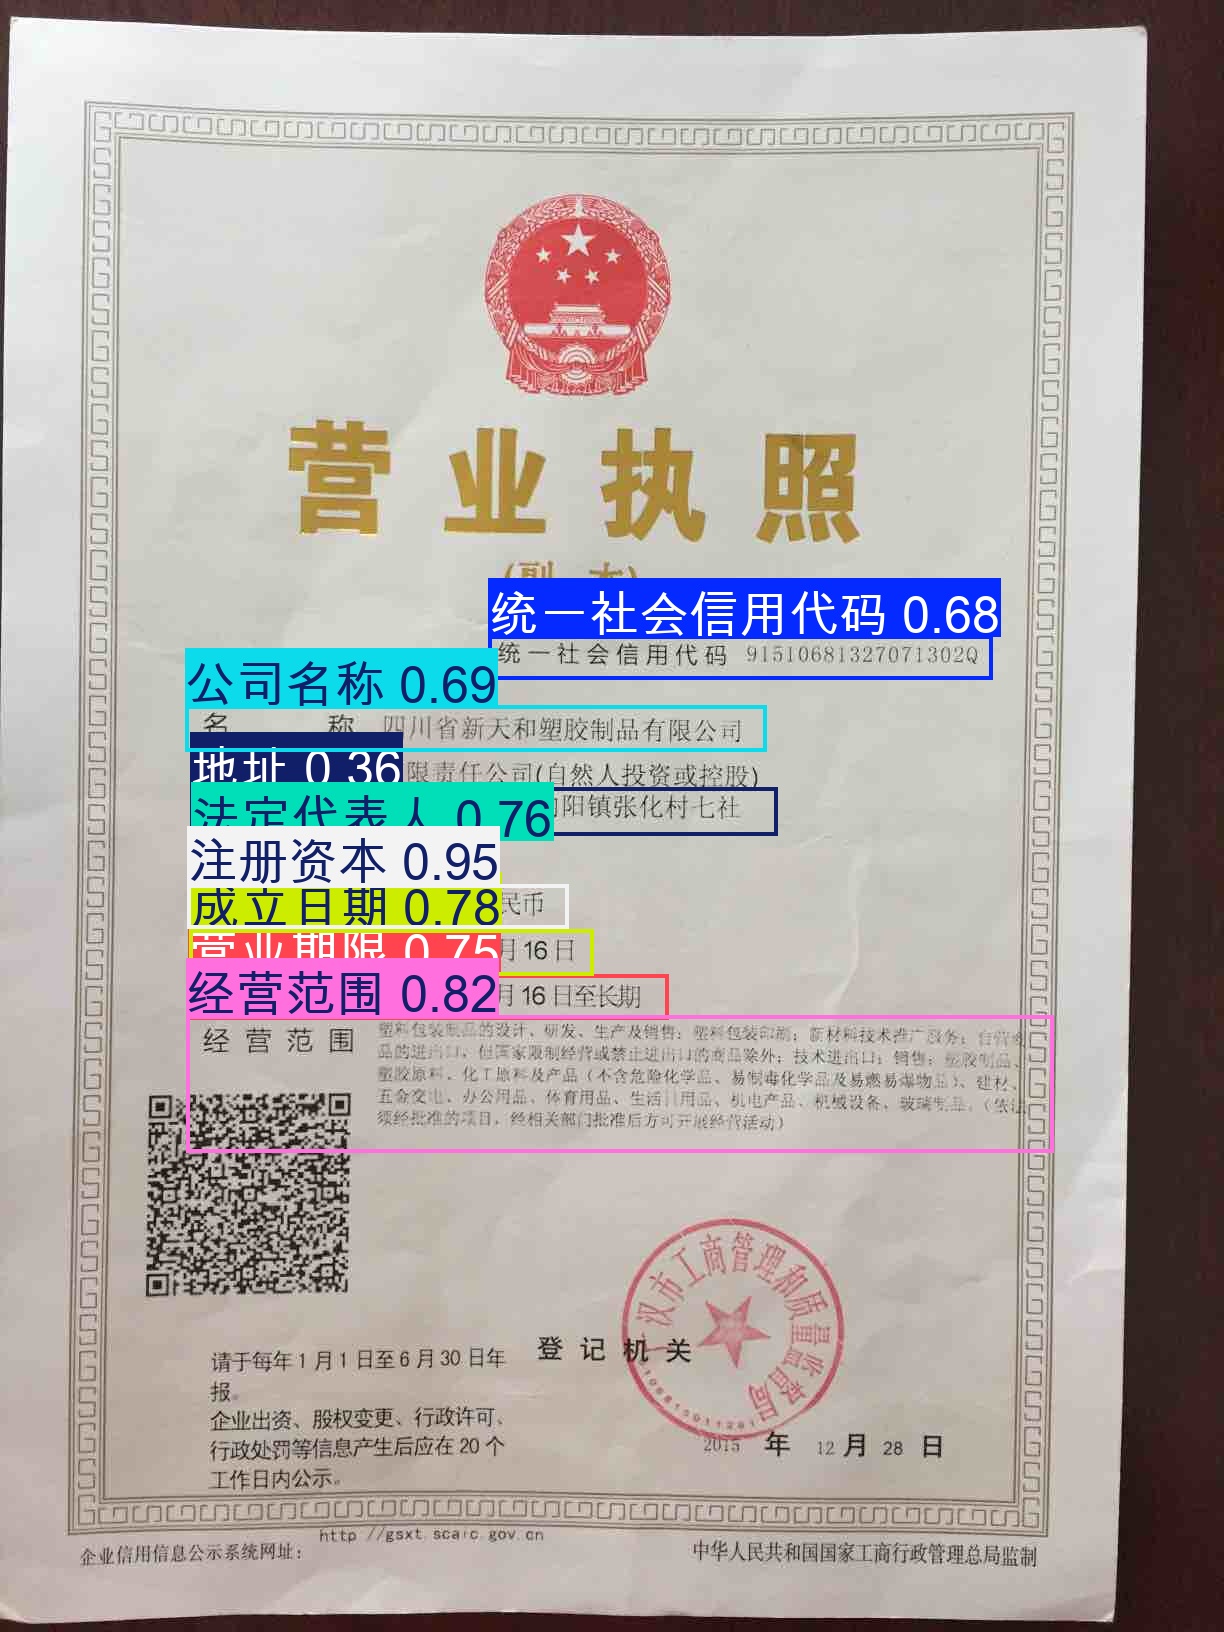 营业执照
统一社会信用代码 0.68
统一社会信用代码 91510681327071302Q
公司名称 0.69
名 称 四川省新天和塑胶制品有限公司
地址 0.36
限责任公司(自然人投资或控股)
法定代表人 0.76
阳镇张化村七社
注册资本 0.95
成立日期 0.78
民币
营业期限 0.75
月 16 日
经营范围 0.82
月 16 日至长期
经营范围 塑料包装制品的设计、研发、生产及销售；塑料包装印刷；新材料技术推广服务；自营商
品的进出口，但国家限制经营或禁止进出口的商品除外；技术进出口；销售：塑胶制品、
塑胶原料、化工原料及产品（不含危险化学品、易制毒化学品及易燃易爆物品）、建材、
五金交电、办公用品、体育用品、生活日用品、机电产品、机械设备、玻璃制品。（依法
须经批准的项目，经相关部门批准后方可开展经营活动）
汉市工商管理和质量监督局
登记机关
请于每年 1 月 1 日至 6 月 30 日年
报。
企业出资、股权变更、行政许可、
行政处罚等信息产生后应在 20 个
工作日内公示。
2015 年 12 月 28 日
http //gsxt.scaic.gov.cn
企业信用信息公示系统网址：
中华人民共和国国家工商行政管理总局监制